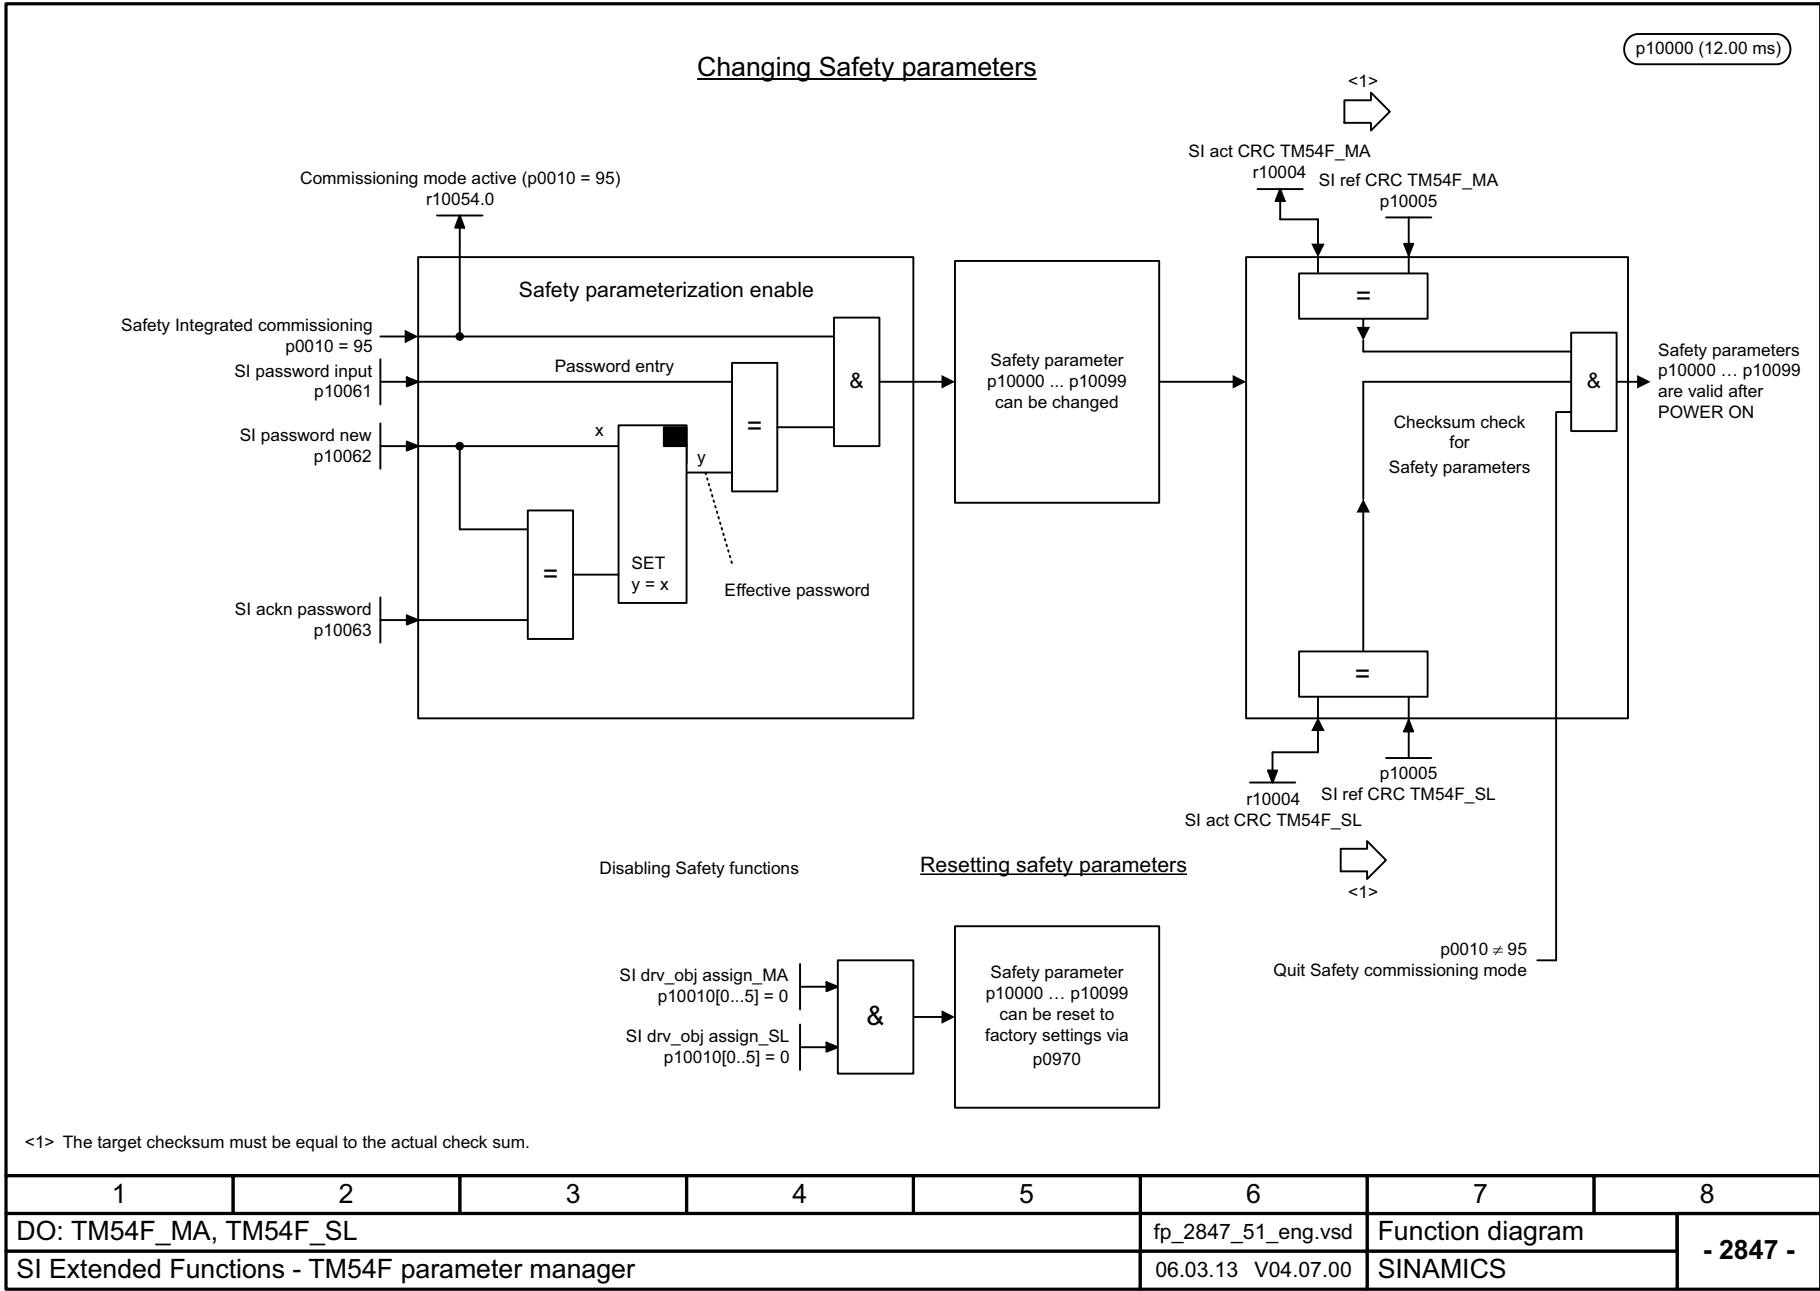 p10000 (12.00 ms)
Changing Safety parameters
<1>
SI act CRC TM54F_MA
r10004
SI ref CRC TM54F_MA
p10005
Commissioning mode active (p0010 = 95)
r10054.0
Safety parameterization enable
Safety Integrated commissioning
p0010 = 95
SI password input
p10061
Password entry
SI password new
p10062
x
y
=
&
=
SET
y = x
Effective password
SI ackn password
p10063
Safety parameter
p10000 ... p10099
can be changed
=
&
Checksum check
for
Safety parameters
=
Safety parameters
p10000 … p10099
are valid after
POWER ON
p10005
SI ref CRC TM54F_SL
r10004
SI act CRC TM54F_SL
<1>
Disabling Safety functions
Resetting safety parameters
p0010 ≠ 95
Quit Safety commissioning mode
SI drv_obj assign_MA
p10010[0...5] = 0
SI drv_obj assign_SL
p10010[0..5] = 0
&
Safety parameter
p10000 … p10099
can be reset to
factory settings via
p0970
<1> The target checksum must be equal to the actual check sum.
1 2 3 4 5 6 7 8
DO: TM54F_MA, TM54F_SL
fp_2847_51_eng.vsd
Function diagram
- 2847 -
SI Extended Functions - TM54F parameter manager
06.03.13 V04.07.00
SINAMICS